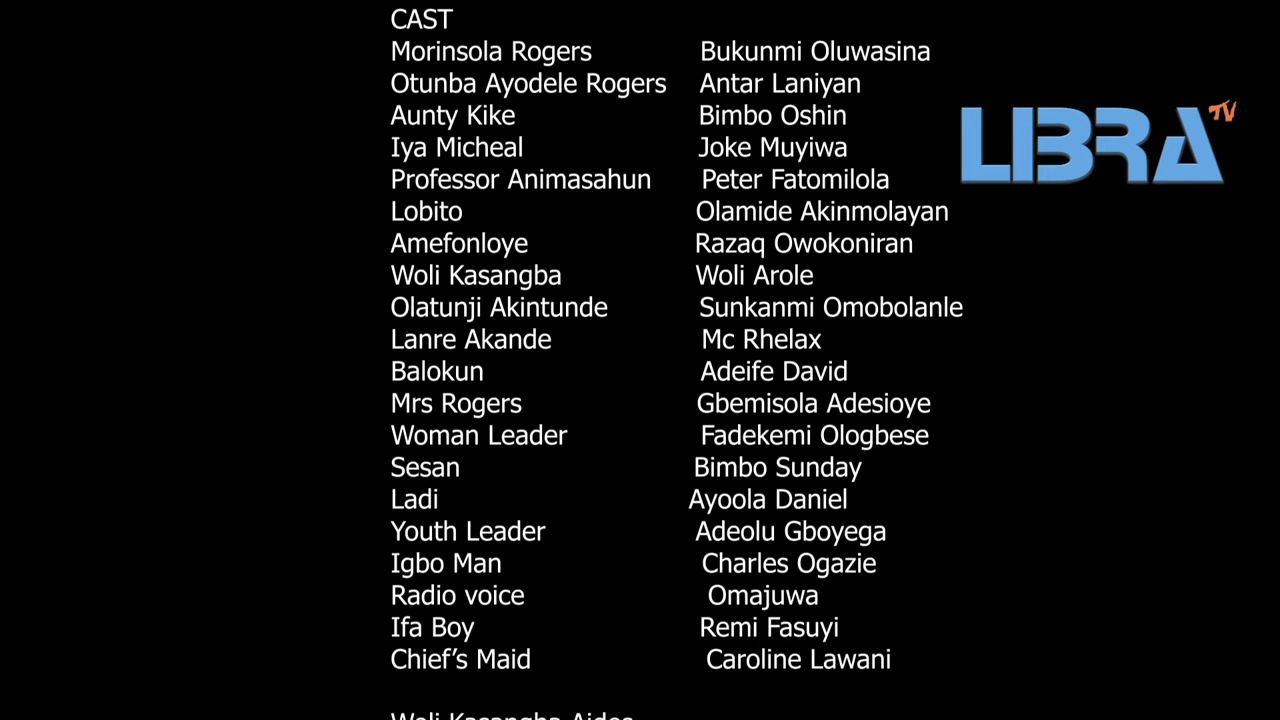 CAST
Morinsola Rogers Bukunmi Oluwasina
Otunba Ayodele Rogers Antar Laniyan
Aunty Kike Bimbo Oshin
Iya Micheal Joke Muyiwa
Professor Animasahun Peter Fatomilola
Lobito Olamide Akinmolayan
Amefonloye Razaq Owokoniran
Woli Kasangba Woli Arole
Olatunji Akintunde Sunkanmi Omobolanle
Lanre Akande Mc Rhelax
Balokun Adeife David
Mrs Rogers Gbemisola Adesioye
Woman Leader Fadekemi Ologbese
Sesan Bimbo Sunday
Ladi Ayoola Daniel
Youth Leader Adeolu Gboyega
Igbo Man Charles Ogazie
Radio voice Omajuwa
Ifa Boy Remi Fasuyi
Chief’s Maid Caroline Lawani
Woli Kasangba Aides
LIBRA TV